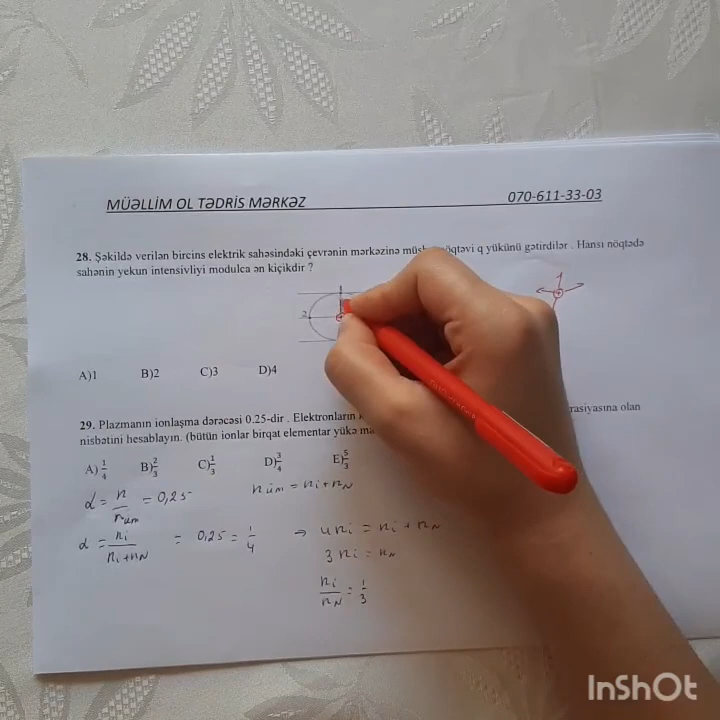 MÜƏLLİM OL TƏDRİS MƏRKƏZ 070-611-33-03
28. Şəkildə verilən bircins elektrik sahəsindəki çevrənin mərkəzinə q yükünü gətirdilər . Hansı nöqtədə
sahənin yekun intensivliyi modulca ən kiçikdir ?
2
A)1 B)2 C)3 D)4
29. Plazmanın ionlaşma dərəcəsi 0.25-dir . Elektronların olan
nisbətini hesablayın. (bütün ionlar birqat elementar yükə
A) 1/4 B) 2/3 C) 1/3 D) 3/4 E) 5/3
α = n/nüm = 0,25 nüm = ni + nN
α = ni/(ni+nN) = 0,25 = 1/4 ⇒ 4ni = ni + nN
3ni = nN
ni/nN = 1/3
InShOt